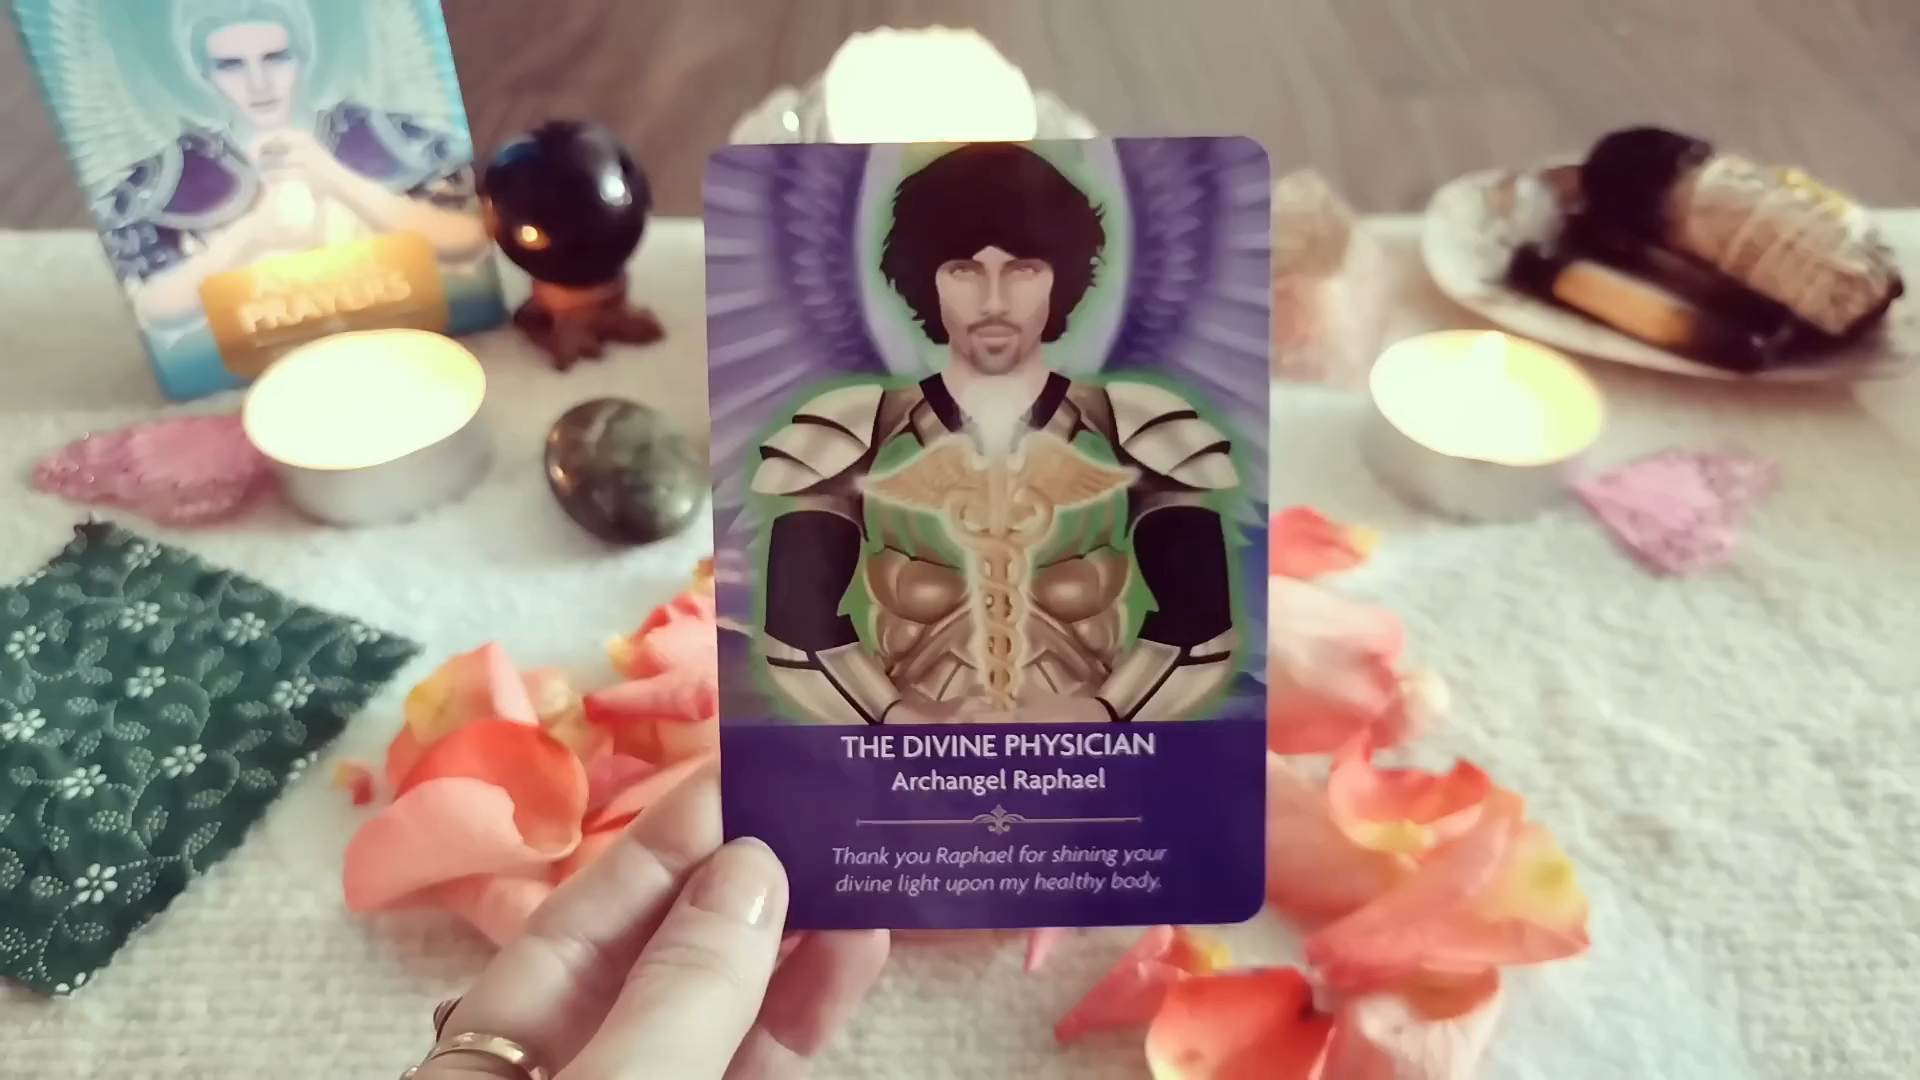 PRAYERS
THE DIVINE PHYSICIAN
Archangel Raphael
Thank you Raphael for shining your
divine light upon my healthy body.